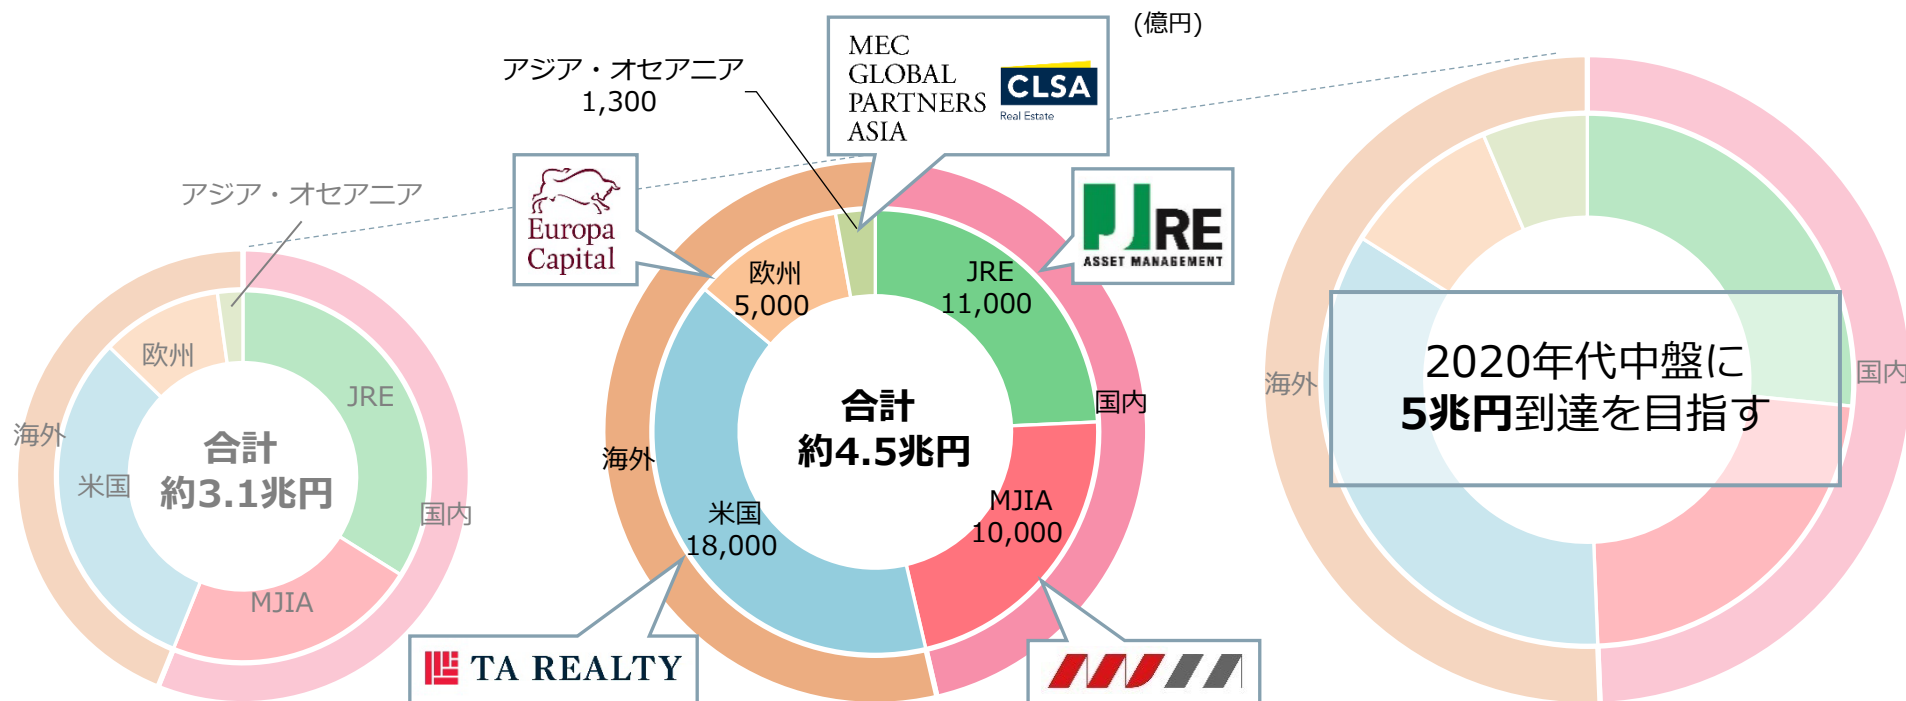 (億円)
アジア・オセアニア
海外
欧州
米国
JRE
MJIA
国内
合計
約3.1兆円
アジア・オセアニア
1,300
MEC
GLOBAL
PARTNERS
ASIA
CLSA
Real Estate
Europa
Capital
JRE
ASSET MANAGEMENT
欧州
5,000
JRE
11,000
海外
国内
合計
約4.5兆円
米国
18,000
MJIA
10,000
TA REALTY
MJIA
海外
国内
2020年代中盤に
5兆円到達を目指す